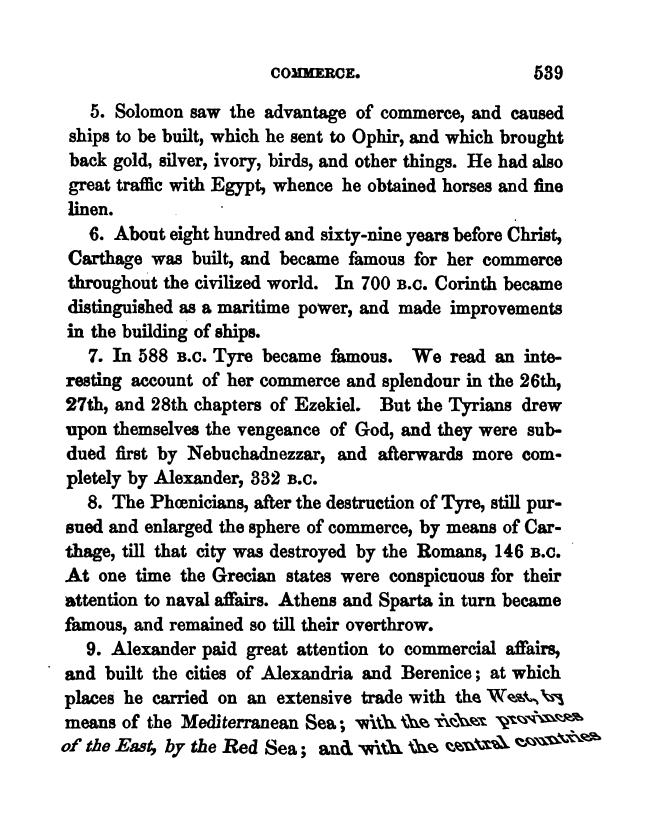 COMMERCE. 539
5. Solomon saw the advantage of commerce, and caused
ships to be built, which he sent to Ophir, and which brought
back gold, silver, ivory, birds, and other things. He had also
great traffic with Egypt, whence he obtained horses and fine
linen.
6. About eight hundred and sixty-nine years before Christ,
Carthage was built, and became famous for her commerce
throughout the civilized world. In 700 B.C. Corinth became
distinguished as a maritime power, and made improvements
in the building of ships.
7. In 588 B.C. Tyre became famous. We read an inte-
resting account of her commerce and splendour in the 26th,
27th, and 28th chapters of Ezekiel. But the Tyrians drew
upon themselves the vengeance of God, and they were sub-
dued first by Nebuchadnezzar, and afterwards more com-
pletely by Alexander, 332 B.C.
8. The Phœnicians, after the destruction of Tyre, still pur-
sued and enlarged the sphere of commerce, by means of Car-
thage, till that city was destroyed by the Romans, 146 B.C.
At one time the Grecian states were conspicuous for their
attention to naval affairs. Athens and Sparta in turn became
famous, and remained so till their overthrow.
9. Alexander paid great attention to commercial affairs,
and built the cities of Alexandria and Berenice; at which
places he carried on an extensive trade with the West, by
means of the Mediterranean Sea; with the richer provinces
of the East, by the Red Sea; and with the central countries